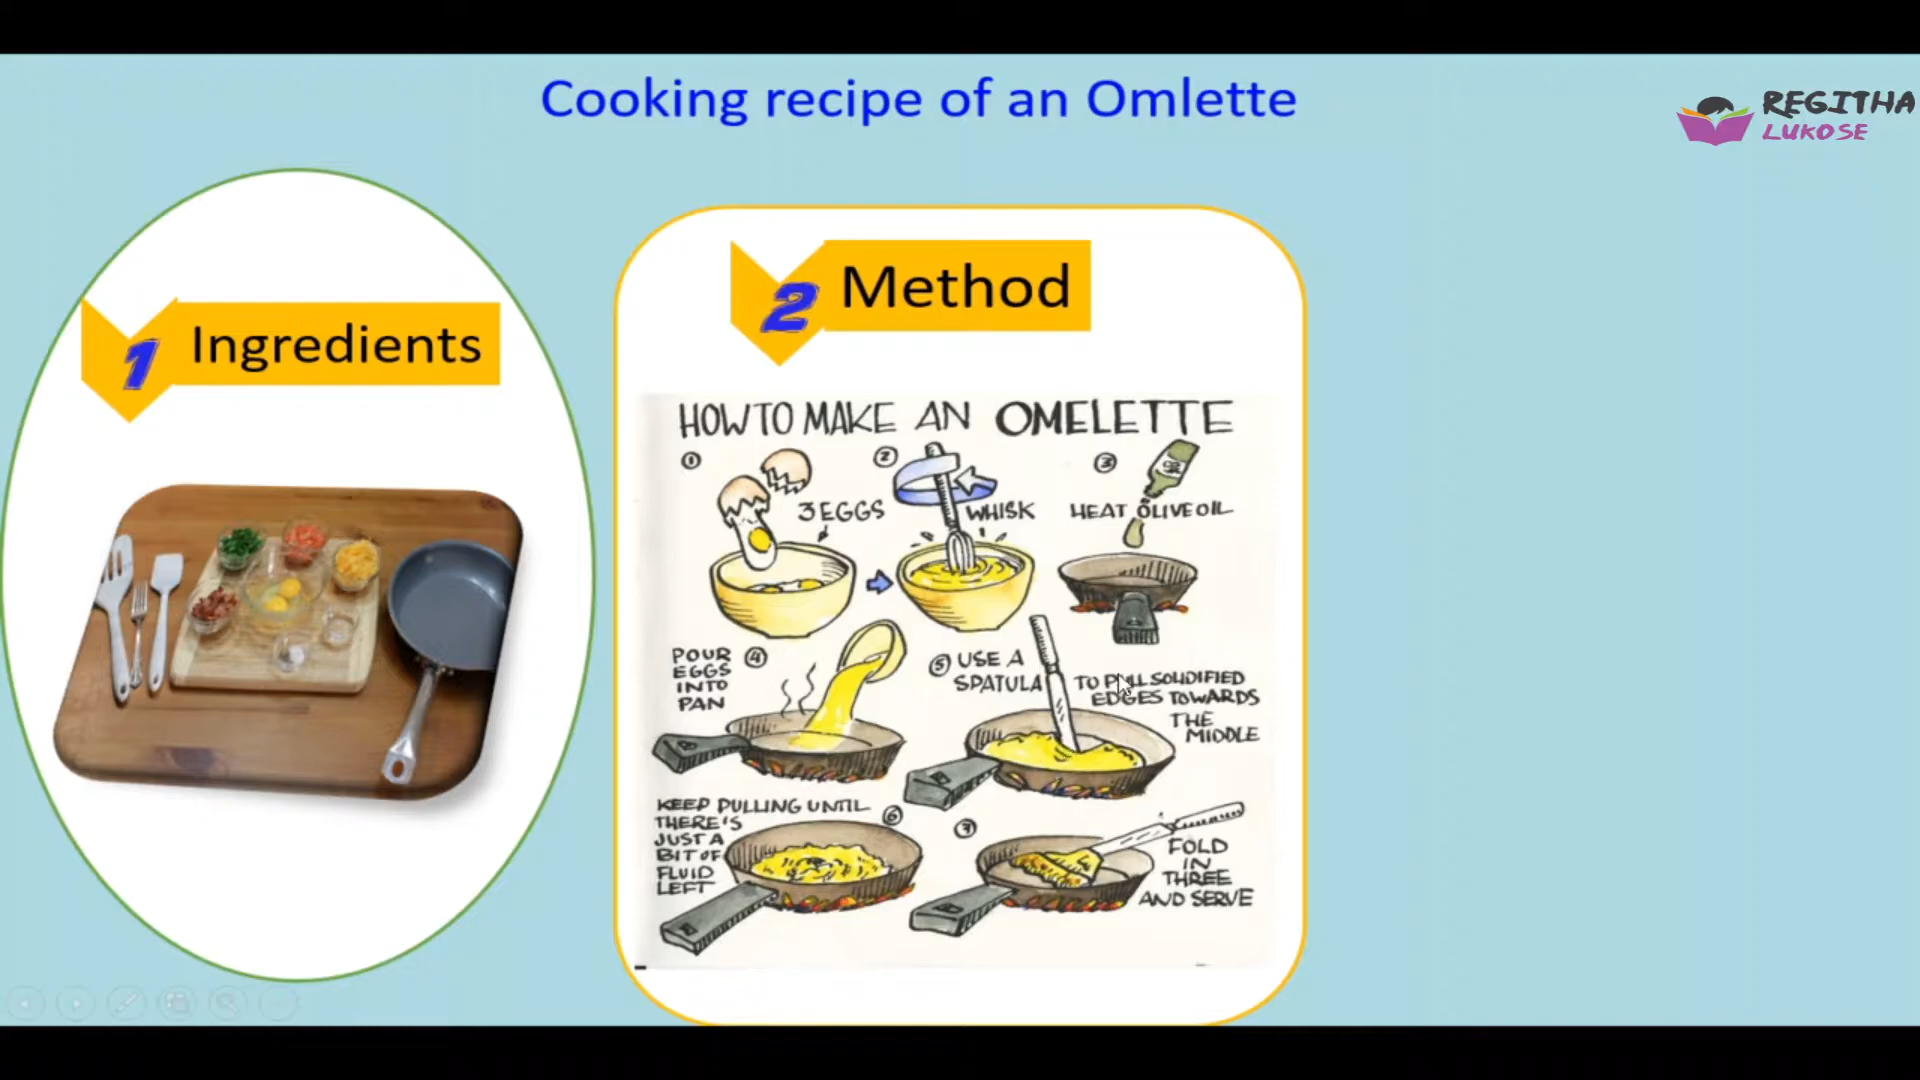 Cooking recipe of an Omlette
REGITHA
LUKOSE
1 Ingredients
2 Method
HOW TO MAKE AN OMELETTE
1
3 EGGS
2
WHISK
3
HEAT OLIVE OIL
POUR
EGGS
INTO
PAN
4
5 USE A
SPATULA
TO PULL SOLIDIFIED
EDGES TOWARDS
THE
MIDDLE
KEEP PULLING UNTIL
THERE'S
JUST A
BIT OF
FLUID
LEFT
6
7
FOLD
IN
THREE
AND SERVE